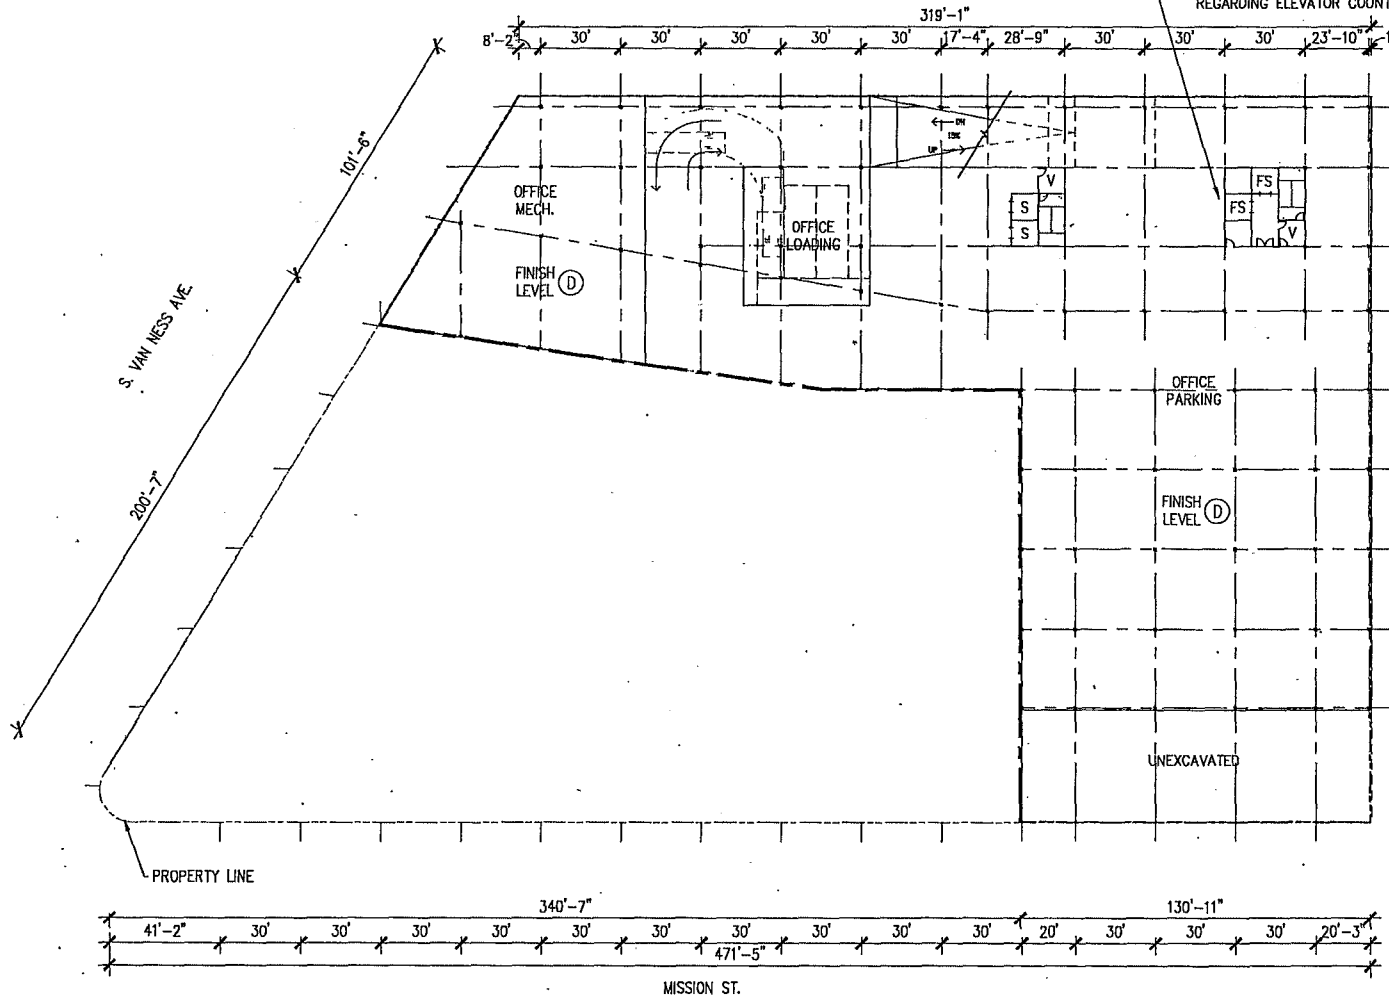 REGARDING ELEVATOR COUNT
319'-1"
8'-2" 30' 30' 30' 30' 30' 17'-4" 28'-9" 30' 30' 30' 23'-10"
101'-6"
DN
15%
UP
OFFICE
MECH.
OFFICE
LOADING
V
S
S
FS
FS
V
FINISH
LEVEL D
S. VAN NESS AVE.
OFFICE
PARKING
200'-7"
FINISH
LEVEL D
UNEXCAVATED
PROPERTY LINE
340'-7" 130'-11"
41'-2" 30' 30' 30' 30' 30' 30' 30' 30' 30' 30' 20' 30' 30' 30' 20'-3"
471'-5"
MISSION ST.